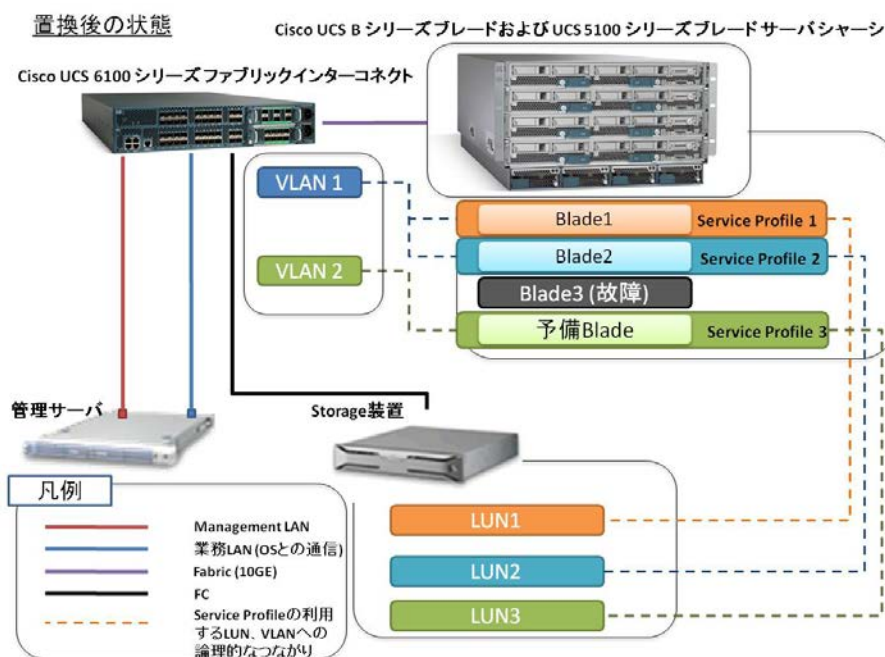 置換後の状態
Cisco UCS B シリーズブレードおよび UCS 5100 シリーズブレード サーバ シャーシ
Cisco UCS 6100 シリーズ ファブリックインターコネクト
VLAN 1
VLAN 2
Blade1
Service Profile 1
Blade2
Service Profile 2
Blade3 (故障)
予備Blade
Service Profile 3
管理サーバ
Storage装置
凡例
Management LAN
業務LAN (OSとの通信)
Fabric (10GE)
FC
Service Profileの利用
するLUN、VLANへの
論理的なつながり
LUN1
LUN2
LUN3